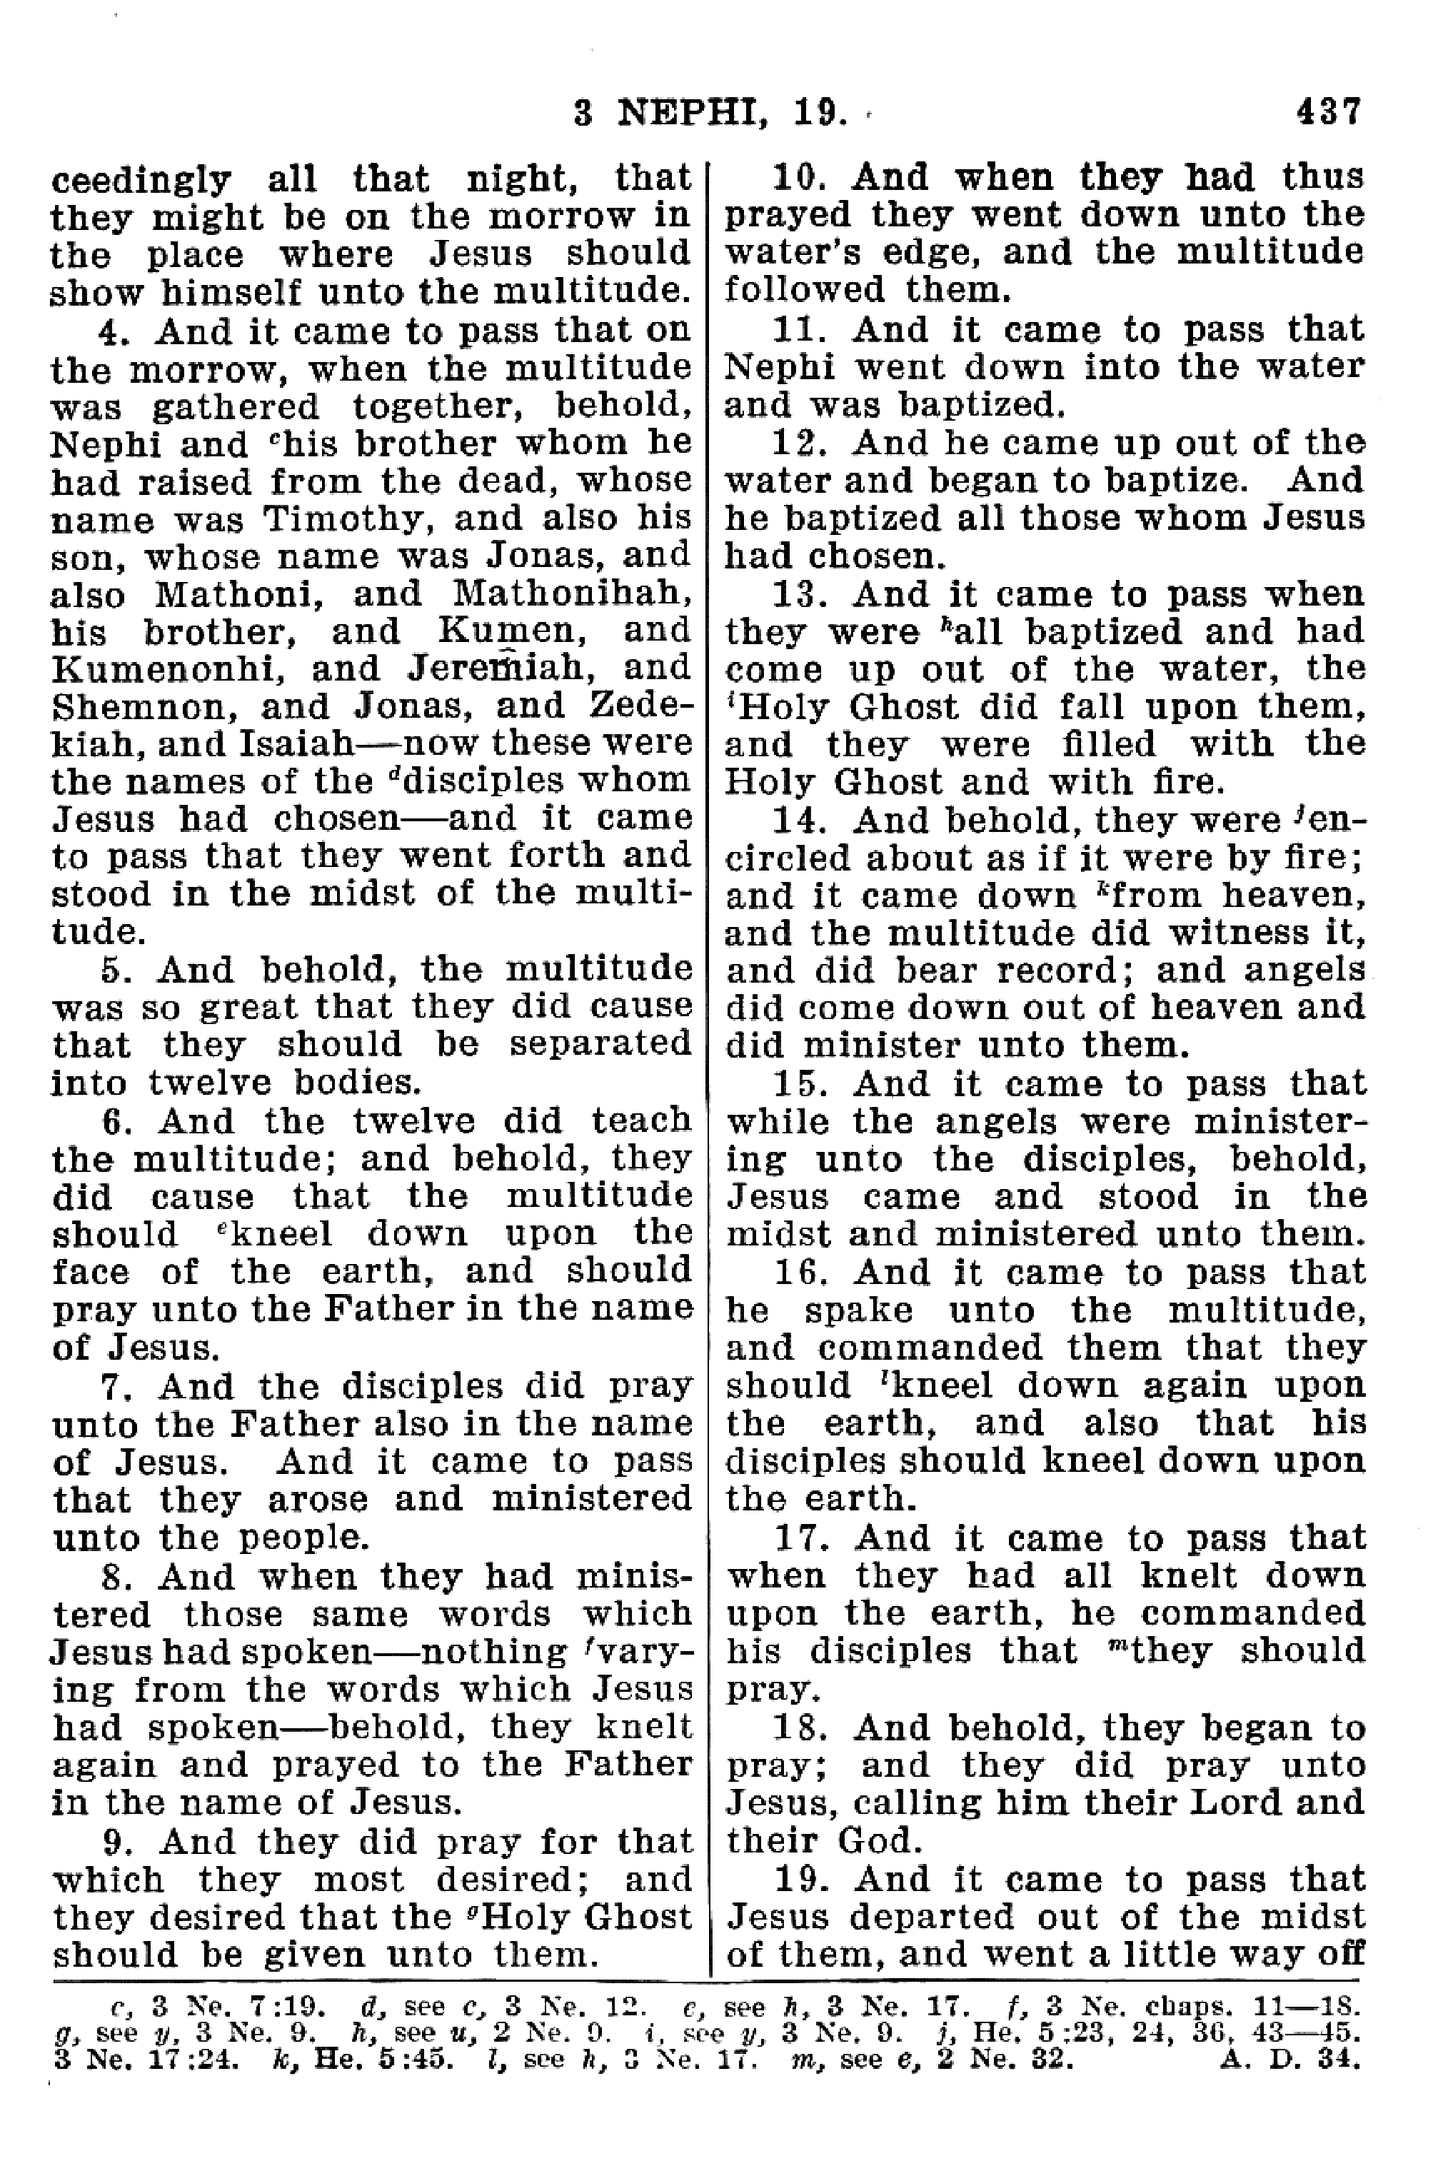 3 NEPHI, 19.
437
ceedingly all that night, that
they might be on the morrow in
the place where Jesus should
show himself unto the multitude.
4. And it came to pass that on
the morrow, when the multitude
was gathered together, behold,
Nephi and ᶜhis brother whom he
had raised from the dead, whose
name was Timothy, and also his
son, whose name was Jonas, and
also Mathoni, and Mathonihah,
his brother, and Kumen, and
Kumenonhi, and Jeremiah, and
Shemnon, and Jonas, and Zede-
kiah, and Isaiah—now these were
the names of the ᵈdisciples whom
Jesus had chosen—and it came
to pass that they went forth and
stood in the midst of the multi-
tude.
5. And behold, the multitude
was so great that they did cause
that they should be separated
into twelve bodies.
6. And the twelve did teach
the multitude; and behold, they
did cause that the multitude
should ᵉkneel down upon the
face of the earth, and should
pray unto the Father in the name
of Jesus.
7. And the disciples did pray
unto the Father also in the name
of Jesus. And it came to pass
that they arose and ministered
unto the people.
8. And when they had minis-
tered those same words which
Jesus had spoken—nothing ᶠvary-
ing from the words which Jesus
had spoken—behold, they knelt
again and prayed to the Father
in the name of Jesus.
9. And they did pray for that
which they most desired; and
they desired that the ᵍHoly Ghost
should be given unto them.
10. And when they had thus
prayed they went down unto the
water's edge, and the multitude
followed them.
11. And it came to pass that
Nephi went down into the water
and was baptized.
12. And he came up out of the
water and began to baptize. And
he baptized all those whom Jesus
had chosen.
13. And it came to pass when
they were ʰall baptized and had
come up out of the water, the
ⁱHoly Ghost did fall upon them,
and they were filled with the
Holy Ghost and with fire.
14. And behold, they were ʲen-
circled about as if it were by fire;
and it came down ᵏfrom heaven,
and the multitude did witness it,
and did bear record; and angels
did come down out of heaven and
did minister unto them.
15. And it came to pass that
while the angels were minister-
ing unto the disciples, behold,
Jesus came and stood in the
midst and ministered unto them.
16. And it came to pass that
he spake unto the multitude,
and commanded them that they
should ˡkneel down again upon
the earth, and also that his
disciples should kneel down upon
the earth.
17. And it came to pass that
when they had all knelt down
upon the earth, he commanded
his disciples that ᵐthey should
pray.
18. And behold, they began to
pray; and they did pray unto
Jesus, calling him their Lord and
their God.
19. And it came to pass that
Jesus departed out of the midst
of them, and went a little way off
c, 3 Ne. 7:19. d, see c, 3 Ne. 12. e, see h, 3 Ne. 17. f, 3 Ne. chaps. 11—18.
g, see y, 3 Ne. 9. h, see u, 2 Ne. 9. i, see y, 3 Ne. 9. j, He. 5:23, 24, 36, 43—45.
3 Ne. 17:24. k, He. 5:45. l, see h, 3 Ne. 17. m, see e, 2 Ne. 32. A. D. 34.